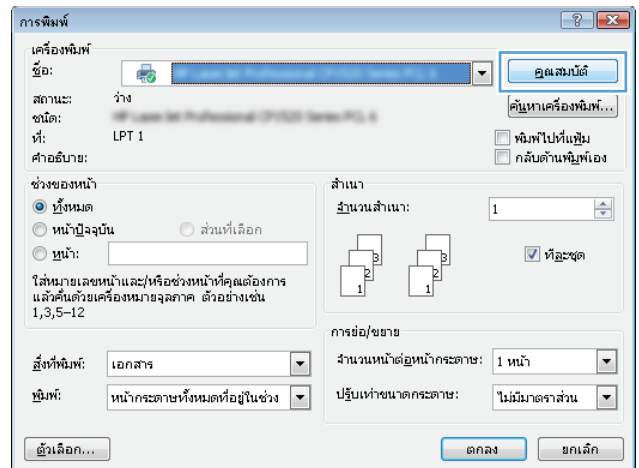 การพิมพ์
เครื่องพิมพ์
ชื่อ:
คุณสมบัติ
สถานะ: ว่าง
ค้นหาเครื่องพิมพ์...
ชนิด:
ที่: LPT 1
พิมพ์ไปที่แฟ้ม
คำอธิบาย:
กลับด้านพิมพ์เอง
ช่วงของหน้า
ทั้งหมด
หน้าปัจจุบัน ส่วนที่เลือก
หน้า:
ใส่หมายเลขหน้าและ/หรือช่วงหน้าที่คุณต้องการ
แล้วคั่นด้วยเครื่องหมายจุลภาค ตัวอย่างเช่น
1,3,5–12
สำเนา
จำนวนสำเนา: 1
3 3
2 2
1 1
ทีละชุด
สิ่งที่พิมพ์: เอกสาร
พิมพ์: หน้ากระดาษทั้งหมดที่อยู่ในช่วง
การย่อ/ขยาย
จำนวนหน้าต่อหน้ากระดาษ: 1 หน้า
ปรับเท่าขนาดกระดาษ: ไม่มีมาตราส่วน
ตัวเลือก...
ตกลง
ยกเลิก